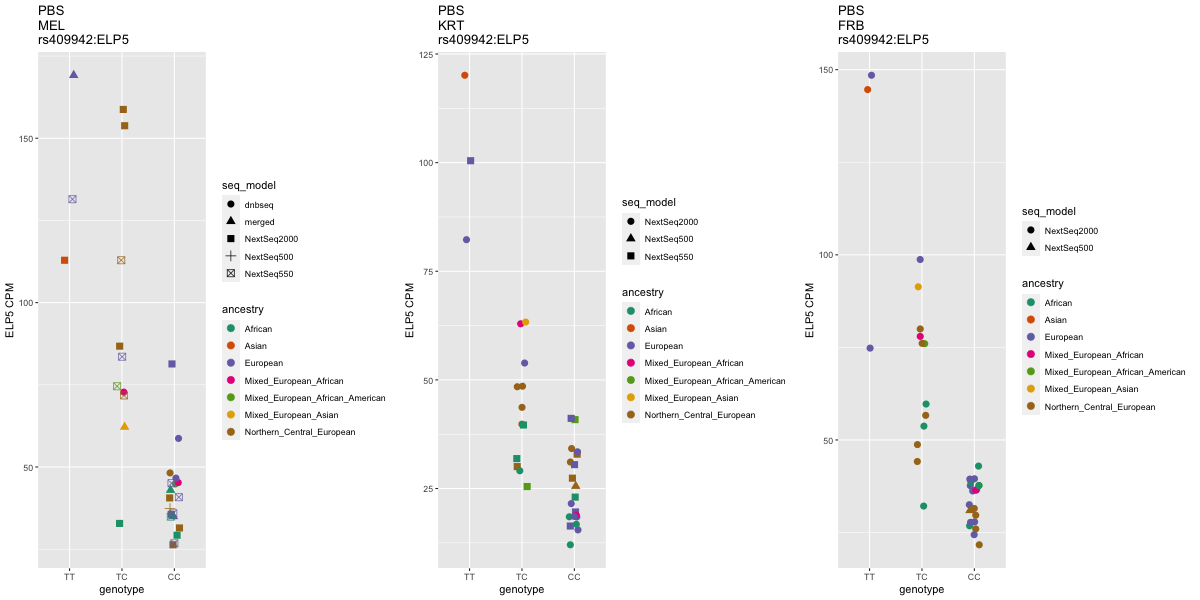 PBS
MEL
rs409942:ELP5
150
100
50
ELP5 CPM
TT
TC
CC
genotype
seq_model
dnbseq
merged
NextSeq2000
NextSeq500
NextSeq550
ancestry
African
Asian
European
Mixed_European_African
Mixed_European_African_American
Mixed_European_Asian
Northern_Central_European
PBS
KRT
rs409942:ELP5
125
100
75
50
25
ELP5 CPM
TT
TC
CC
genotype
seq_model
NextSeq2000
NextSeq500
NextSeq550
ancestry
African
Asian
European
Mixed_European_African
Mixed_European_African_American
Mixed_European_Asian
Northern_Central_European
PBS
FRB
rs409942:ELP5
150
100
50
ELP5 CPM
TT
TC
CC
genotype
seq_model
NextSeq2000
NextSeq500
ancestry
African
Asian
European
Mixed_European_African
Mixed_European_African_American
Mixed_European_Asian
Northern_Central_European